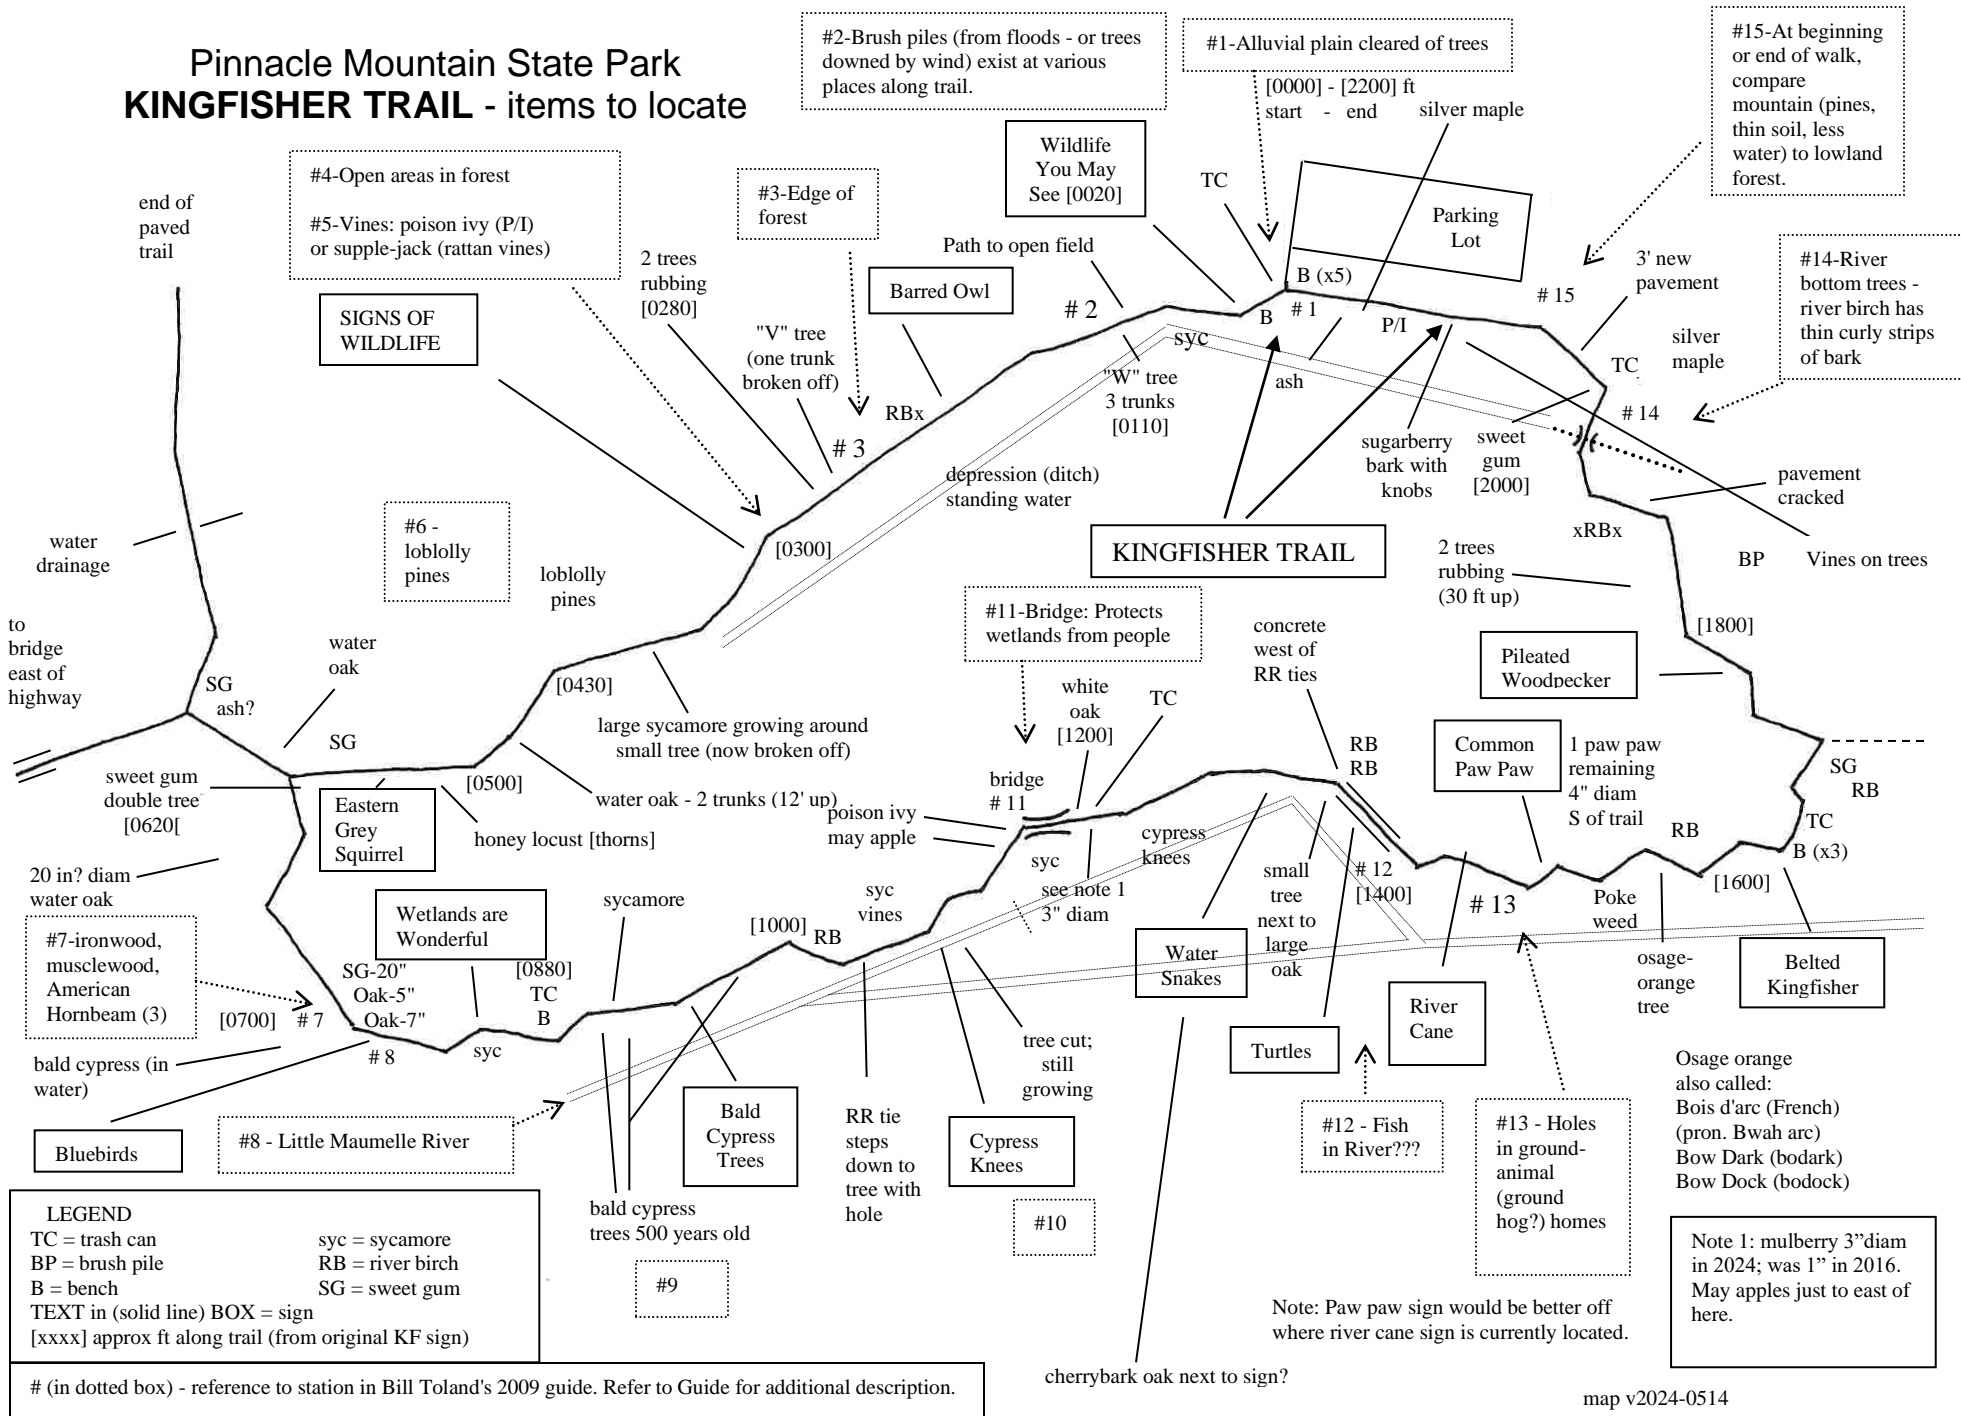 Pinnacle Mountain State Park
KINGFISHER TRAIL - items to locate
#2-Brush piles (from floods - or trees
downed by wind) exist at various
places along trail.
#1-Alluvial plain cleared of trees
[0000] - [2200] ft
start - end
silver maple
#15-At beginning
or end of walk,
compare
mountain (pines,
thin soil, less
water) to lowland
forest.
#4-Open areas in forest
#5-Vines: poison ivy (P/I)
or supple-jack (rattan vines)
#3-Edge of
forest
Wildlife
You May
See [0020]
TC
Parking
Lot
end of
paved
trail
Path to open field
2 trees
rubbing
[0280]
Barred Owl
B (x5)
# 1
B
P/I
# 15
3' new
pavement
#14-River
bottom trees -
river birch has
thin curly strips
of bark
SIGNS OF
WILDLIFE
"V" tree
(one trunk
broken off)
# 2
syc
"W" tree
3 trunks
[0110]
ash
TC
silver
maple
# 14
RBx
# 3
sugarberry
bark with
knobs
sweet
gum
[2000]
depression (ditch)
standing water
pavement
cracked
water
drainage
#6 -
loblolly
pines
loblolly
pines
[0300]
KINGFISHER TRAIL
xRBx
2 trees
rubbing
(30 ft up)
BP
Vines on trees
to
bridge
east of
highway
water
oak
SG
ash?
[0430]
#11-Bridge: Protects
wetlands from people
concrete
west of
RR ties
[1800]
Pileated
Woodpecker
white
oak
[1200]
TC
SG
large sycamore growing around
small tree (now broken off)
RB
RB
Common
Paw Paw
1 paw paw
remaining
4" diam
S of trail
SG
RB
sweet gum
double tree
[0620[
[0500]
water oak - 2 trunks (12' up)
bridge
# 11
Eastern
Grey
Squirrel
honey locust [thorns]
poison ivy
may apple
cypress
knees
RB
TC
B (x3)
20 in? diam
water oak
syc
see note 1
3" diam
small
tree
next to
large
oak
# 12
[1400]
# 13
Poke
weed
[1600]
Wetlands are
Wonderful
sycamore
syc
vines
[1000]
RB
#7-ironwood,
musclewood,
American
Hornbeam (3)
SG-20"
Oak-5"
Oak-7"
[0880]
TC
B
Water
Snakes
River
Cane
osage-
orange
tree
Belted
Kingfisher
[0700]
# 7
# 8
syc
Turtles
tree cut;
still
growing
bald cypress (in
water)
Bluebirds
#8 - Little Maumelle River
Bald
Cypress
Trees
RR tie
steps
down to
tree with
hole
Cypress
Knees
#12 - Fish
in River???
#13 - Holes
in ground-
animal
(ground
hog?) homes
Osage orange
also called:
Bois d'arc (French)
(pron. Bwah arc)
Bow Dark (bodark)
Bow Dock (bodock)
bald cypress
trees 500 years old
#10
#9
LEGEND
TC = trash can
syc = sycamore
BP = brush pile
RB = river birch
B = bench
SG = sweet gum
TEXT in (solid line) BOX = sign
[xxxx] approx ft along trail (from original KF sign)
Note 1: mulberry 3”diam
in 2024; was 1” in 2016.
May apples just to east of
here.
Note: Paw paw sign would be better off
where river cane sign is currently located.
cherrybark oak next to sign?
# (in dotted box) - reference to station in Bill Toland's 2009 guide. Refer to Guide for additional description.
map v2024-0514